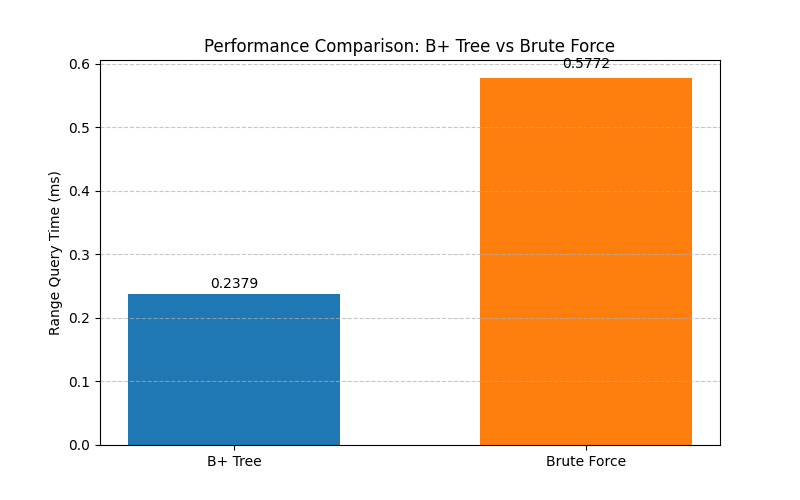 Performance Comparison: B+ Tree vs Brute Force
0.6
0.5772
0.5
0.4
0.3
0.2379
0.2
0.1
0.0
Range Query Time (ms)
B+ Tree
Brute Force